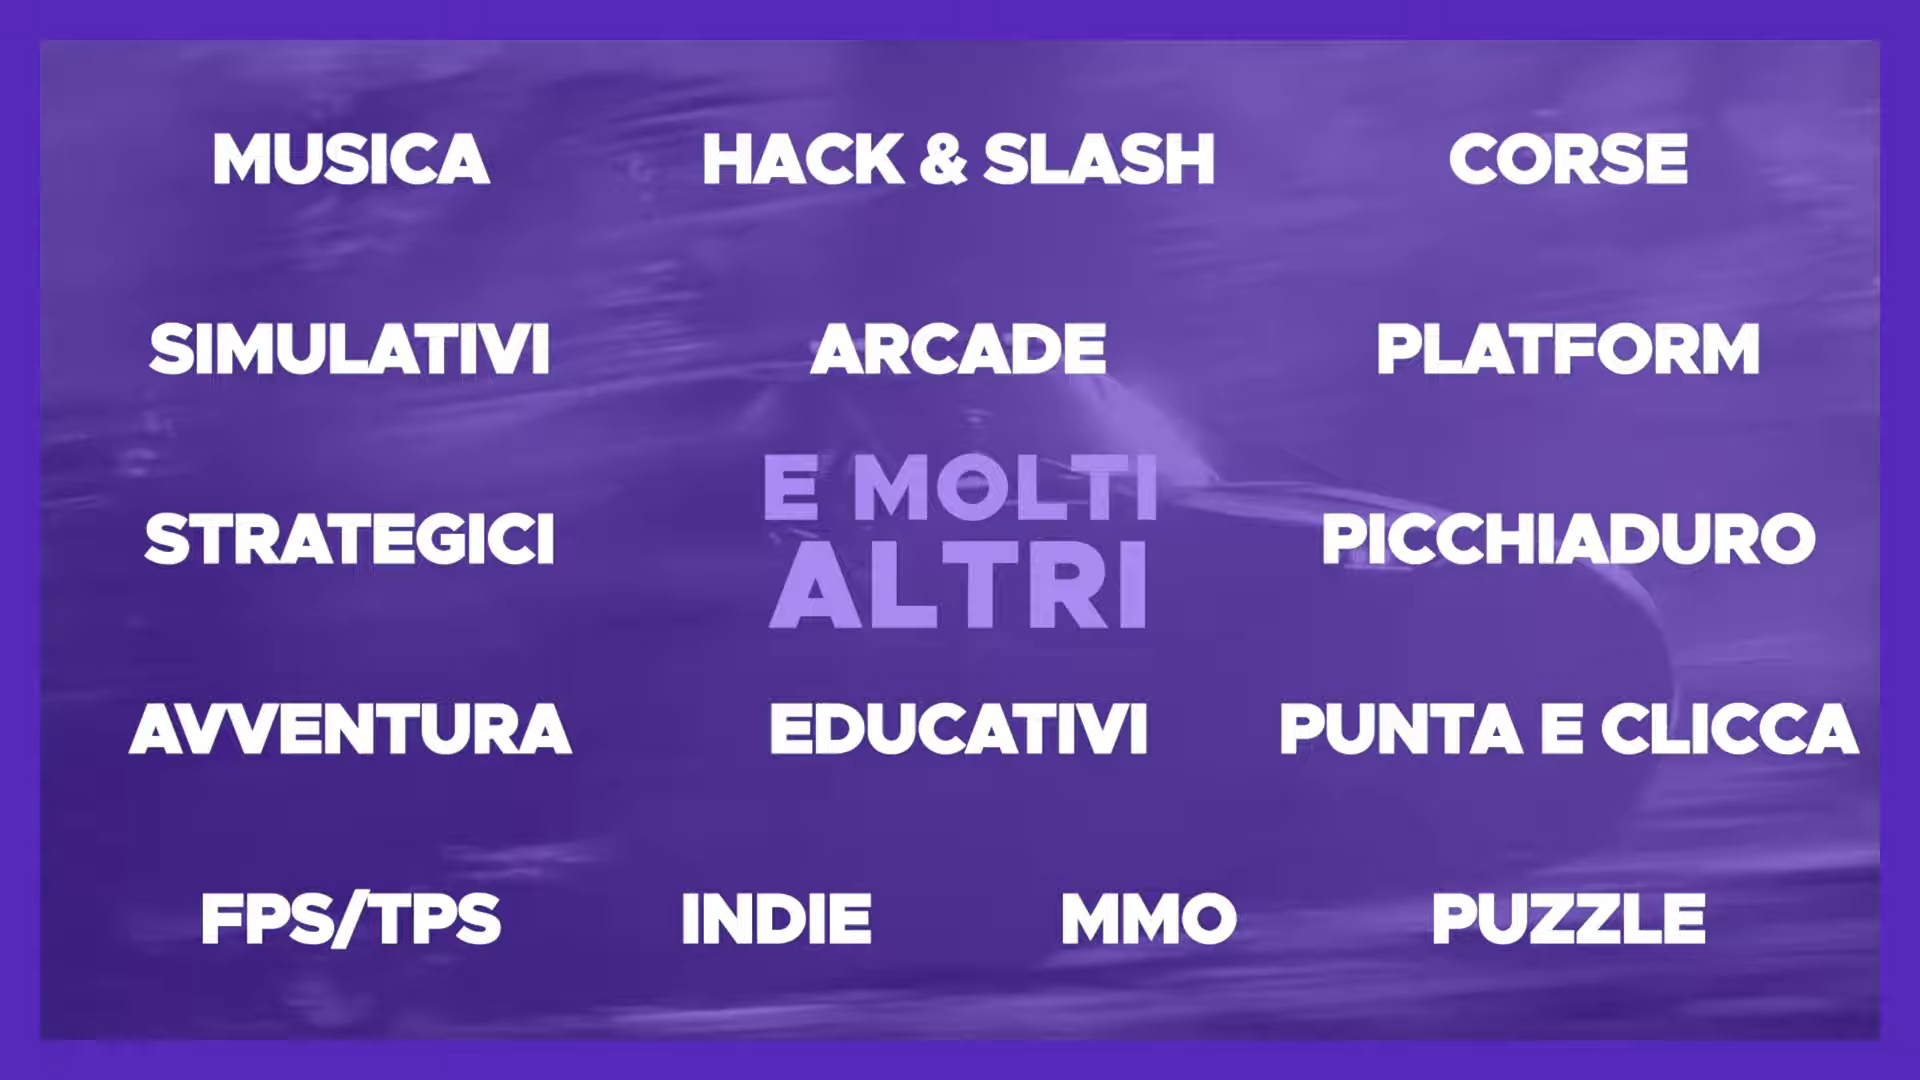 MUSICA
HACK & SLASH
CORSE
SIMULATIVI
ARCADE
PLATFORM
E MOLTI
ALTRI
STRATEGICI
PICCHIADURO
AVVENTURA
EDUCATIVI
PUNTA E CLICCA
FPS/TPS
INDIE
MMO
PUZZLE